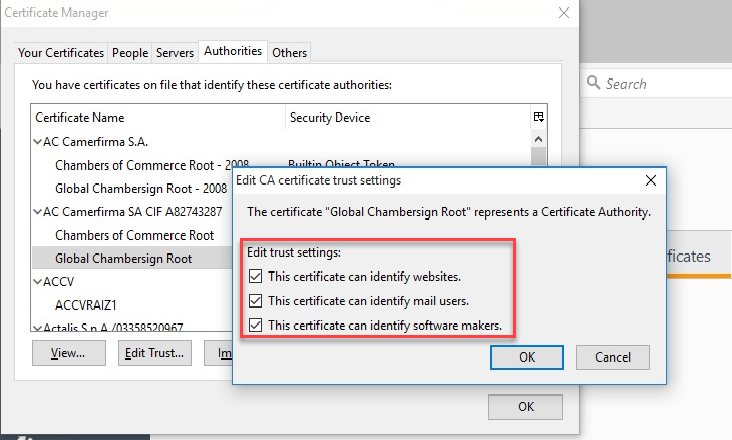 Certificate Manager
Your Certificates People Servers Authorities Others
Search
You have certificates on file that identify these certificate authorities:
Certificate Name Security Device
AC Camerfirma S.A.
Chambers of Commerce Root - 2008 Builtin Object Token
Global Chambersign Root - 2008
AC Camerfirma SA CIF A82743287
Chambers of Commerce Root
Global Chambersign Root
ACCV
ACCVRAIZ1
Actalis S.p.A./03358520967
View... Edit Trust... Im
OK
Edit CA certificate trust settings
The certificate "Global Chambersign Root" represents a Certificate Authority.
Edit trust settings:
This certificate can identify websites.
This certificate can identify mail users.
This certificate can identify software makers.
OK Cancel
ficates